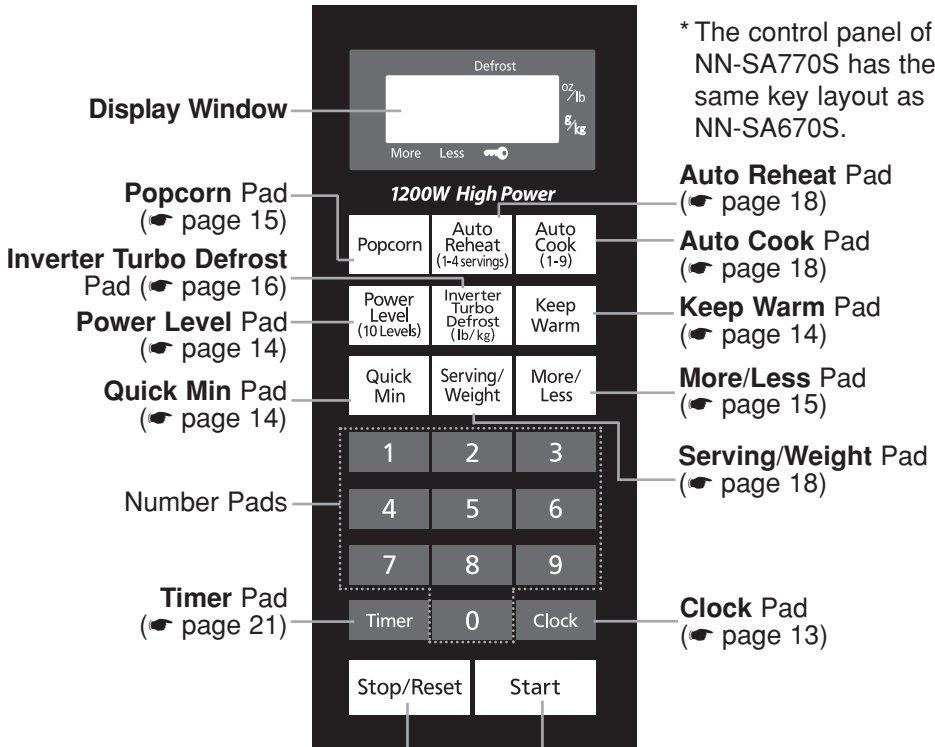 * The control panel of
NN-SA770S has the
same key layout as
NN-SA670S.
Display Window
Defrost
oz/lb
g/kg
More Less
1200W High Power
Popcorn Pad
(☛ page 15)
Inverter Turbo Defrost
Pad (☛ page 16)
Power Level Pad
(☛ page 14)
Quick Min Pad
(☛ page 14)
Number Pads
Timer Pad
(☛ page 21)
Popcorn
Auto
Reheat
(1-4 servings)
Auto
Cook
(1-9)
Power
Level
(10 Levels)
Inverter
Turbo
Defrost
(lb/kg)
Keep
Warm
Quick
Min
Serving/
Weight
More/
Less
1 2 3
4 5 6
7 8 9
Timer 0 Clock
Stop/Reset Start
Auto Reheat Pad
(☛ page 18)
Auto Cook Pad
(☛ page 18)
Keep Warm Pad
(☛ page 14)
More/Less Pad
(☛ page 15)
Serving/Weight Pad
(☛ page 18)
Clock Pad
(☛ page 13)